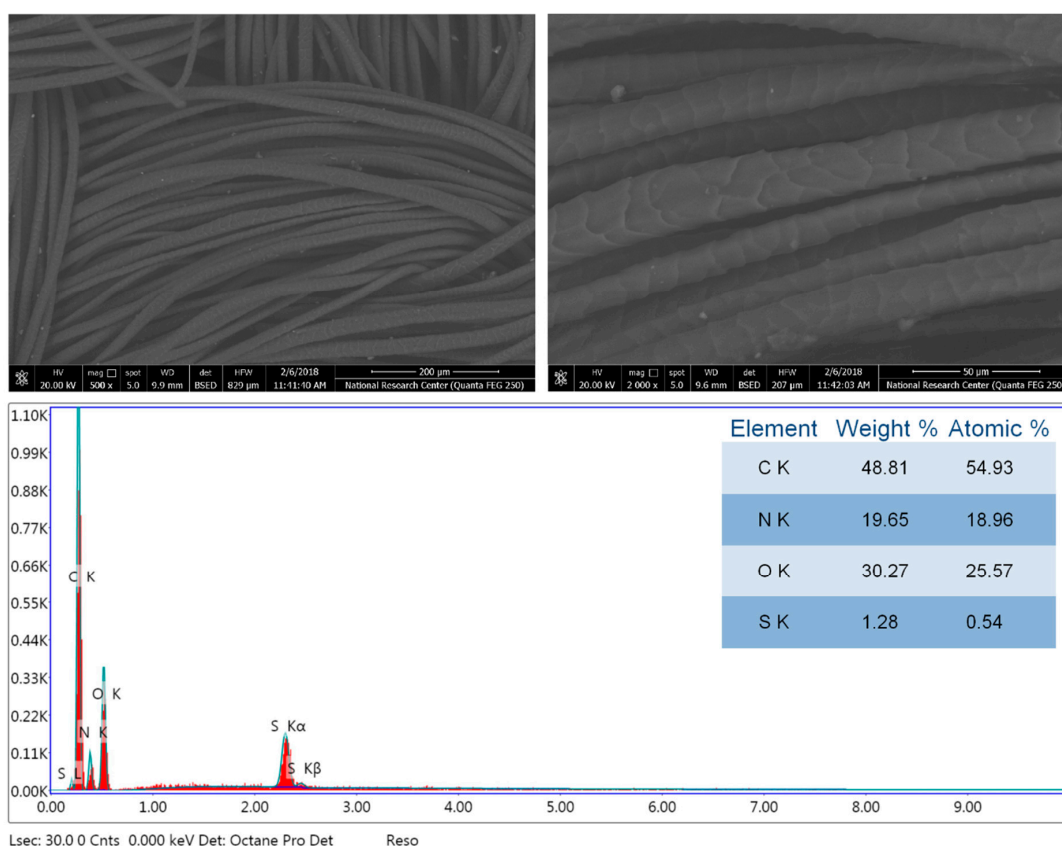 HV mag □ spot WD det HFW 2/6/2018 200 µm
20.00 kV 500 x 5.0 9.9 mm BSED 829 µm 11:41:40 AM National Research Center (Quanta FEG 250)
HV mag □ spot WD det HFW 2/6/2018 50 µm
20.00 kV 2 000 x 5.0 9.6 mm BSED 207 µm 11:42:03 AM National Research Center (Quanta FEG 250
Element Weight % Atomic %
C K 48.81 54.93
N K 19.65 18.96
O K 30.27 25.57
S K 1.28 0.54
1.10K
0.99K
0.88K
0.77K
0.66K
0.55K
0.44K
0.33K
0.22K
0.11K
0.00K
C K
O K
N K
S L
S Kα
S Kβ
0.00 1.00 2.00 3.00 4.00 5.00 6.00 7.00 8.00 9.00
Lsec: 30.0 0 Cnts 0.000 keV Det: Octane Pro Det Reso